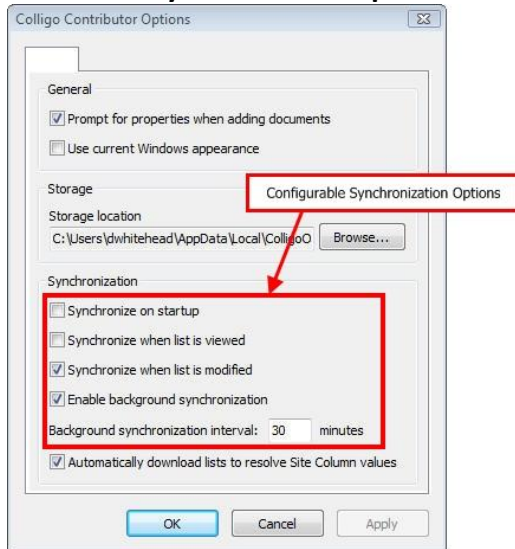 Colligo Contributor Options
General
Prompt for properties when adding documents
Use current Windows appearance
Storage
Configurable Synchronization Options
Storage location
C:\Users\dwhitehead\AppData\Local\ColligoO
Browse...
Synchronization
Synchronize on startup
Synchronize when list is viewed
Synchronize when list is modified
Enable background synchronization
Background synchronization interval: 30 minutes
Automatically download lists to resolve Site Column values
OK Cancel Apply